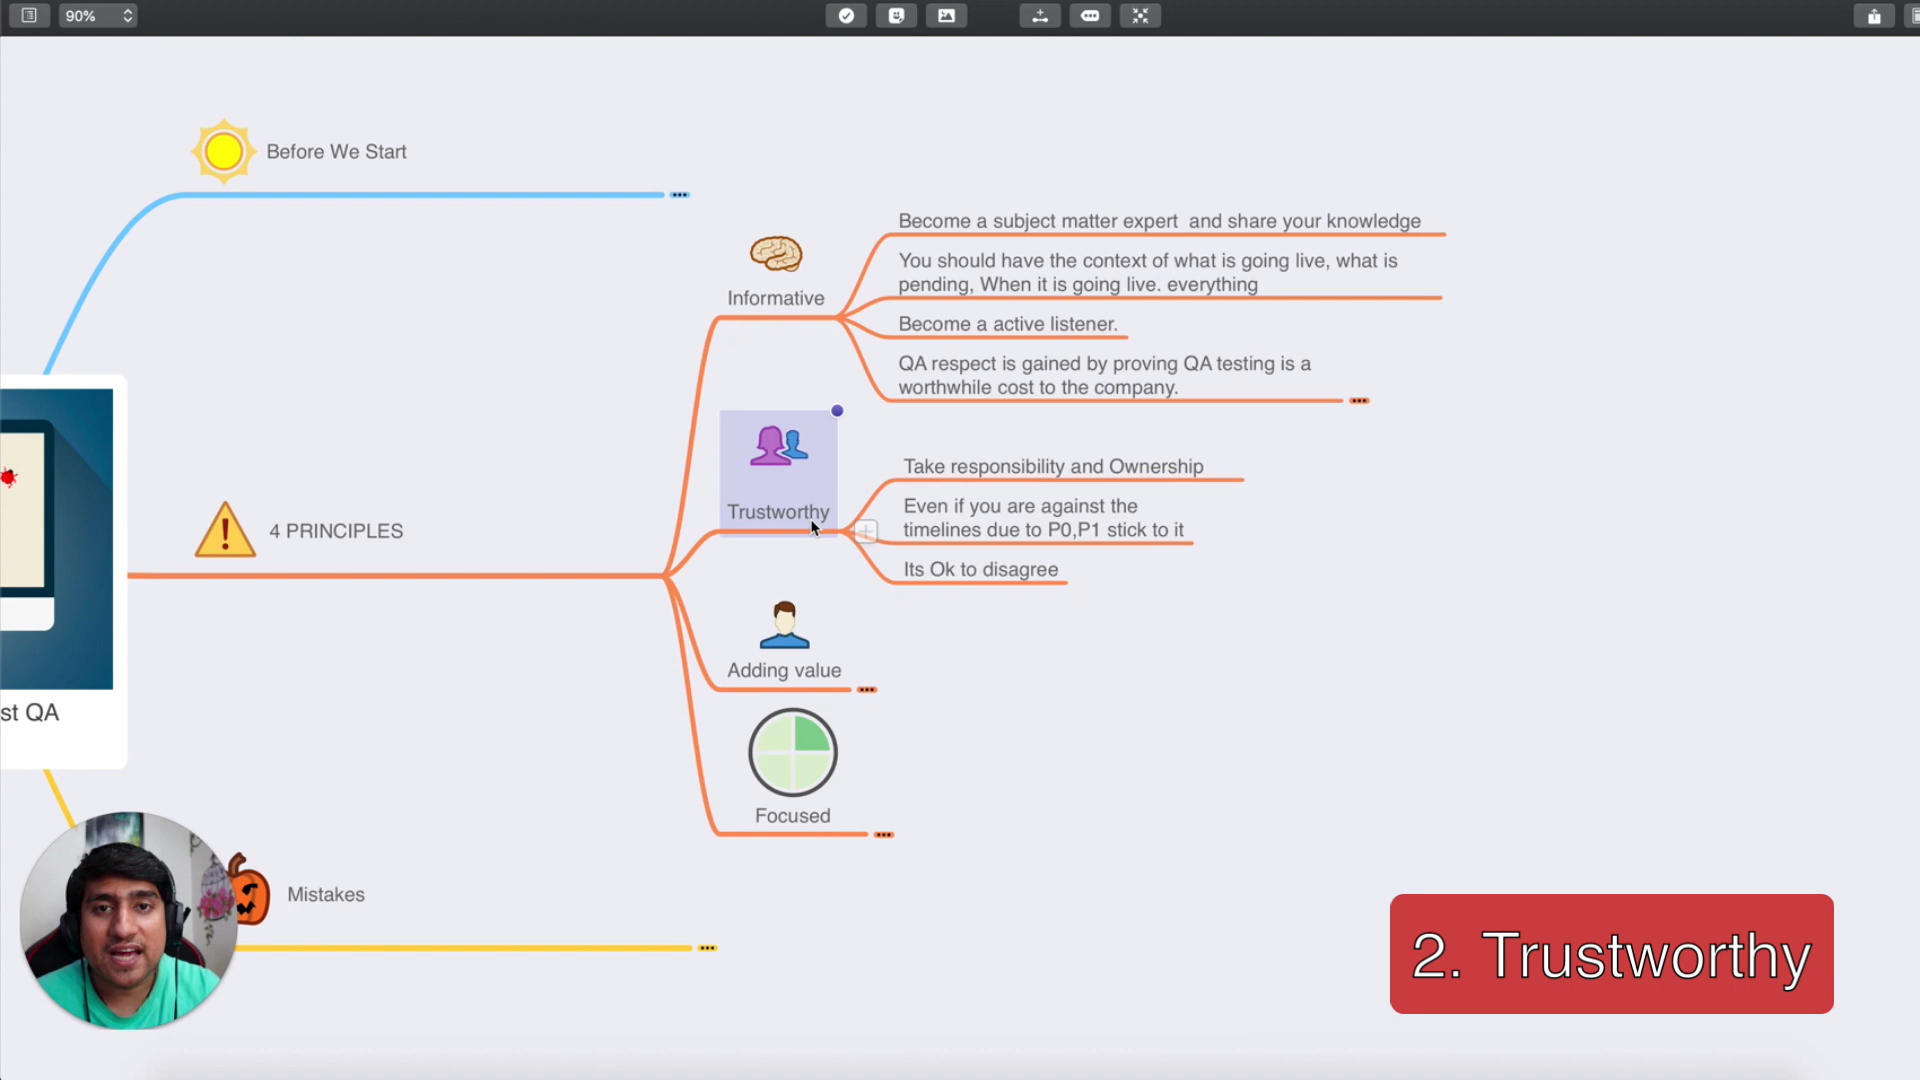 90%
Before We Start
Informative
Become a subject matter expert  and share your knowledge
You should have the context of what is going live, what is
pending, When it is going live. everything
Become a active listener.
QA respect is gained by proving QA testing is a
worthwhile cost to the company.
4 PRINCIPLES
Trustworthy
Take responsibility and Ownership
Even if you are against the
timelines due to P0,P1 stick to it
Its Ok to disagree
Adding value
st QA
Focused
Mistakes
2. Trustworthy